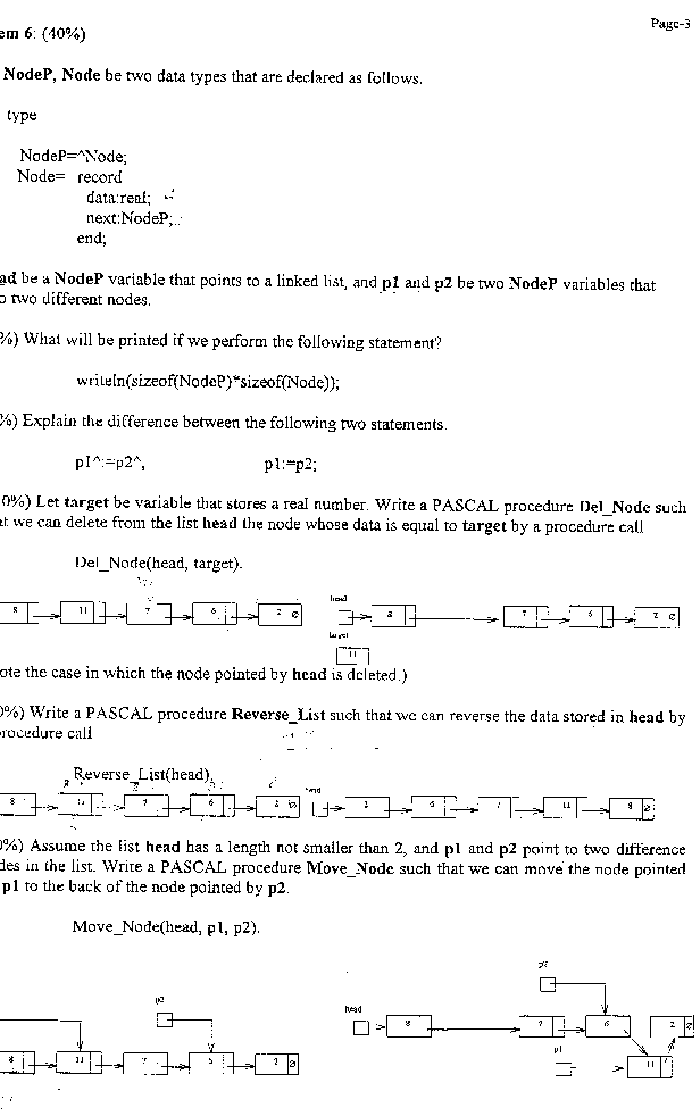 Page-3
em 6: (40%)
NodeP, Node be two data types that are declared as follows.
type
NodeP=^Node;
Node= record
data:real;
next:NodeP;
end;
ad be a NodeP variable that points to a linked list, and p1 and p2 be two NodeP variables that
o two different nodes.
%) What will be printed if we perform the following statement?
writeln(sizeof(NodeP)*sizeof(Node));
%) Explain the difference between the following two statements.
p1^:=p2^, p1:=p2;
0%) Let target be variable that stores a real number. Write a PASCAL procedure Del_Node such
at we can delete from the list head the node whose data is equal to target by a procedure call
Del_Node(head, target).
head
8 11 7 6 2 8 7 6 2
target
11
ote the case in which the node pointed by head is deleted.)
0%) Write a PASCAL procedure Reverse_List such that we can reverse the data stored in head by
rocedure call
Reverse_List(head),
head
8 11 7 6 2 2 6 7 11 8
0%) Assume the list head has a length not smaller than 2, and p1 and p2 point to two difference
des in the list. Write a PASCAL procedure Move_Node such that we can move the node pointed
p1 to the back of the node pointed by p2.
Move_Node(head, p1, p2).
p2
p2
head
8 7 6 2
p1
11
8 11 7 6 2